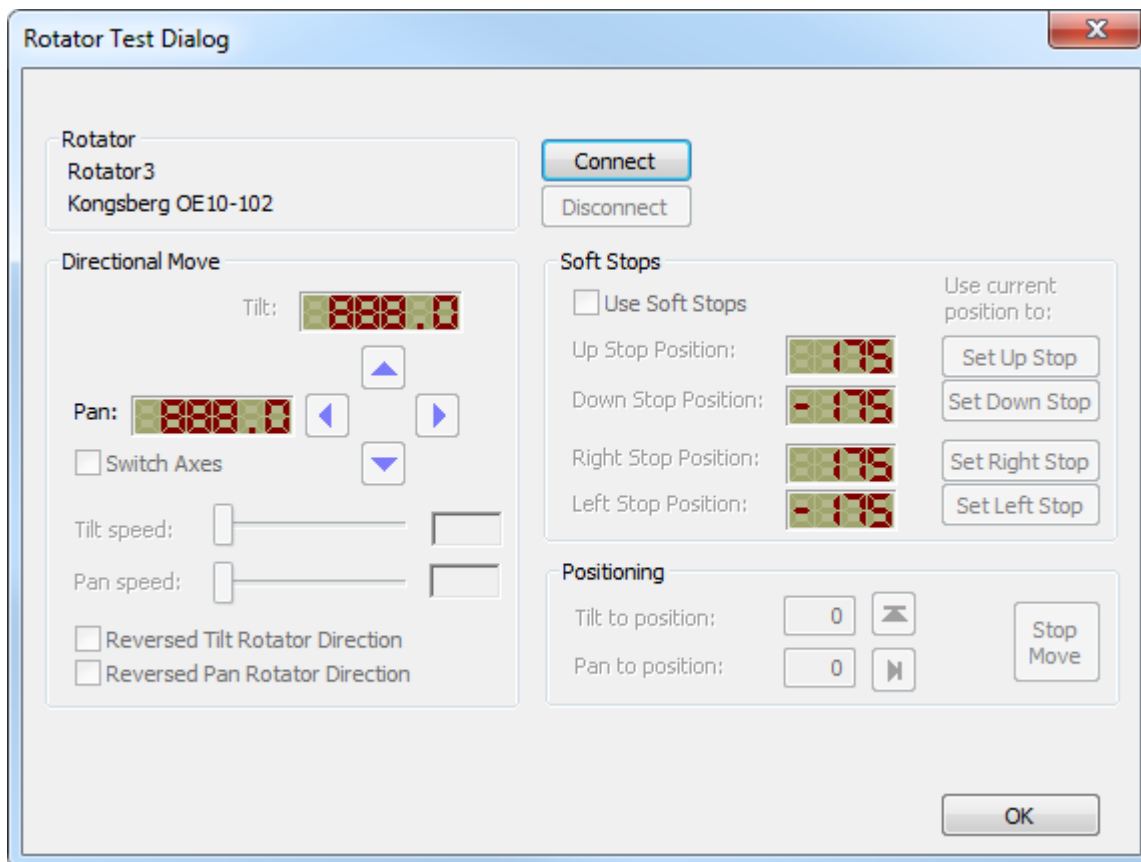 Rotator Test Dialog
Rotator
Rotator3
Kongsberg OE10-102
Connect
Disconnect
Directional Move
Tilt: 888.0
Pan: 888.0
Switch Axes
Tilt speed:
Pan speed:
Reversed Tilt Rotator Direction
Reversed Pan Rotator Direction
Soft Stops
Use Soft Stops
Use current
position to:
Up Stop Position: 175 Set Up Stop
Down Stop Position: -175 Set Down Stop
Right Stop Position: 175 Set Right Stop
Left Stop Position: -175 Set Left Stop
Positioning
Tilt to position: 0
Pan to position: 0
Stop
Move
OK